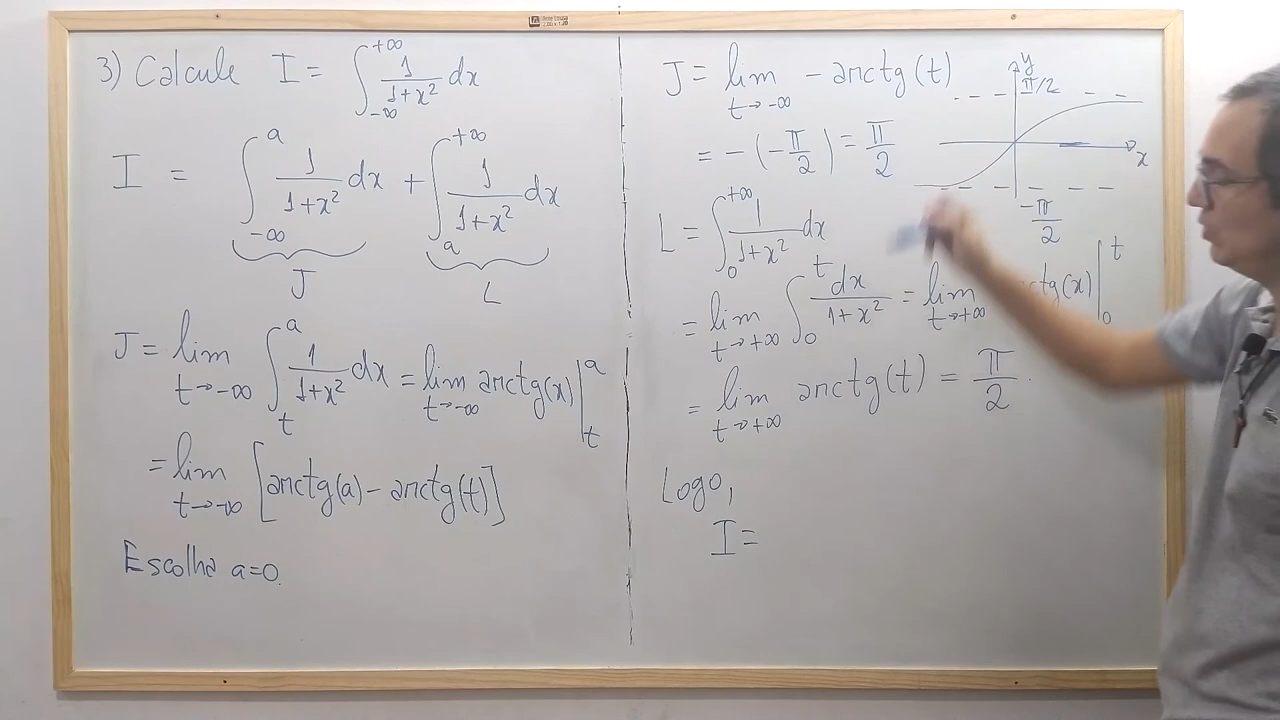 3) Calcule I = ∫_{-∞}^{+∞} 1/(1+x²) dx
I = ∫_{-∞}^{a} 1/(1+x²) dx + ∫_{a}^{+∞} 1/(1+x²) dx
J L
J = lim_{t→-∞} ∫_{t}^{a} 1/(1+x²) dx = lim_{t→-∞} arctg(x) |_{t}^{a}
= lim_{t→-∞} [arctg(a) - arctg(t)]
Escolha a=0.
J = lim_{t→-∞} - arctg(t)
= -(-π/2) = π/2
y
π/2
x
-π/2
L = ∫_{0}^{+∞} 1/(1+x²) dx
= lim_{t→+∞} ∫_{0}^{t} dx/(1+x²) = lim_{t→+∞} ctg(x) |_{0}^{t}
= lim_{t→+∞} arctg(t) = π/2.
Logo,
I =